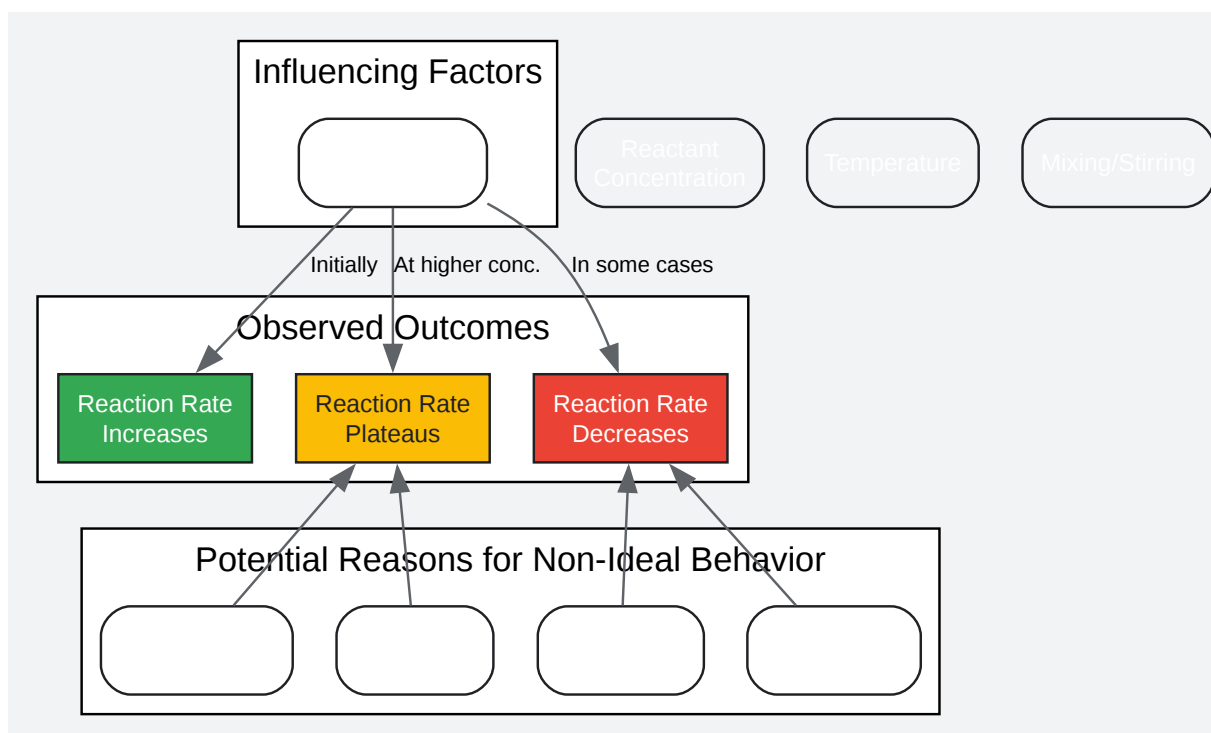 Influencing Factors
Reactant
Concentration
Temperature
Mixing/Stirring
Initially
At higher conc.
In some cases
Observed Outcomes
Reaction Rate
Increases
Reaction Rate
Plateaus
Reaction Rate
Decreases
Potential Reasons for Non-Ideal Behavior